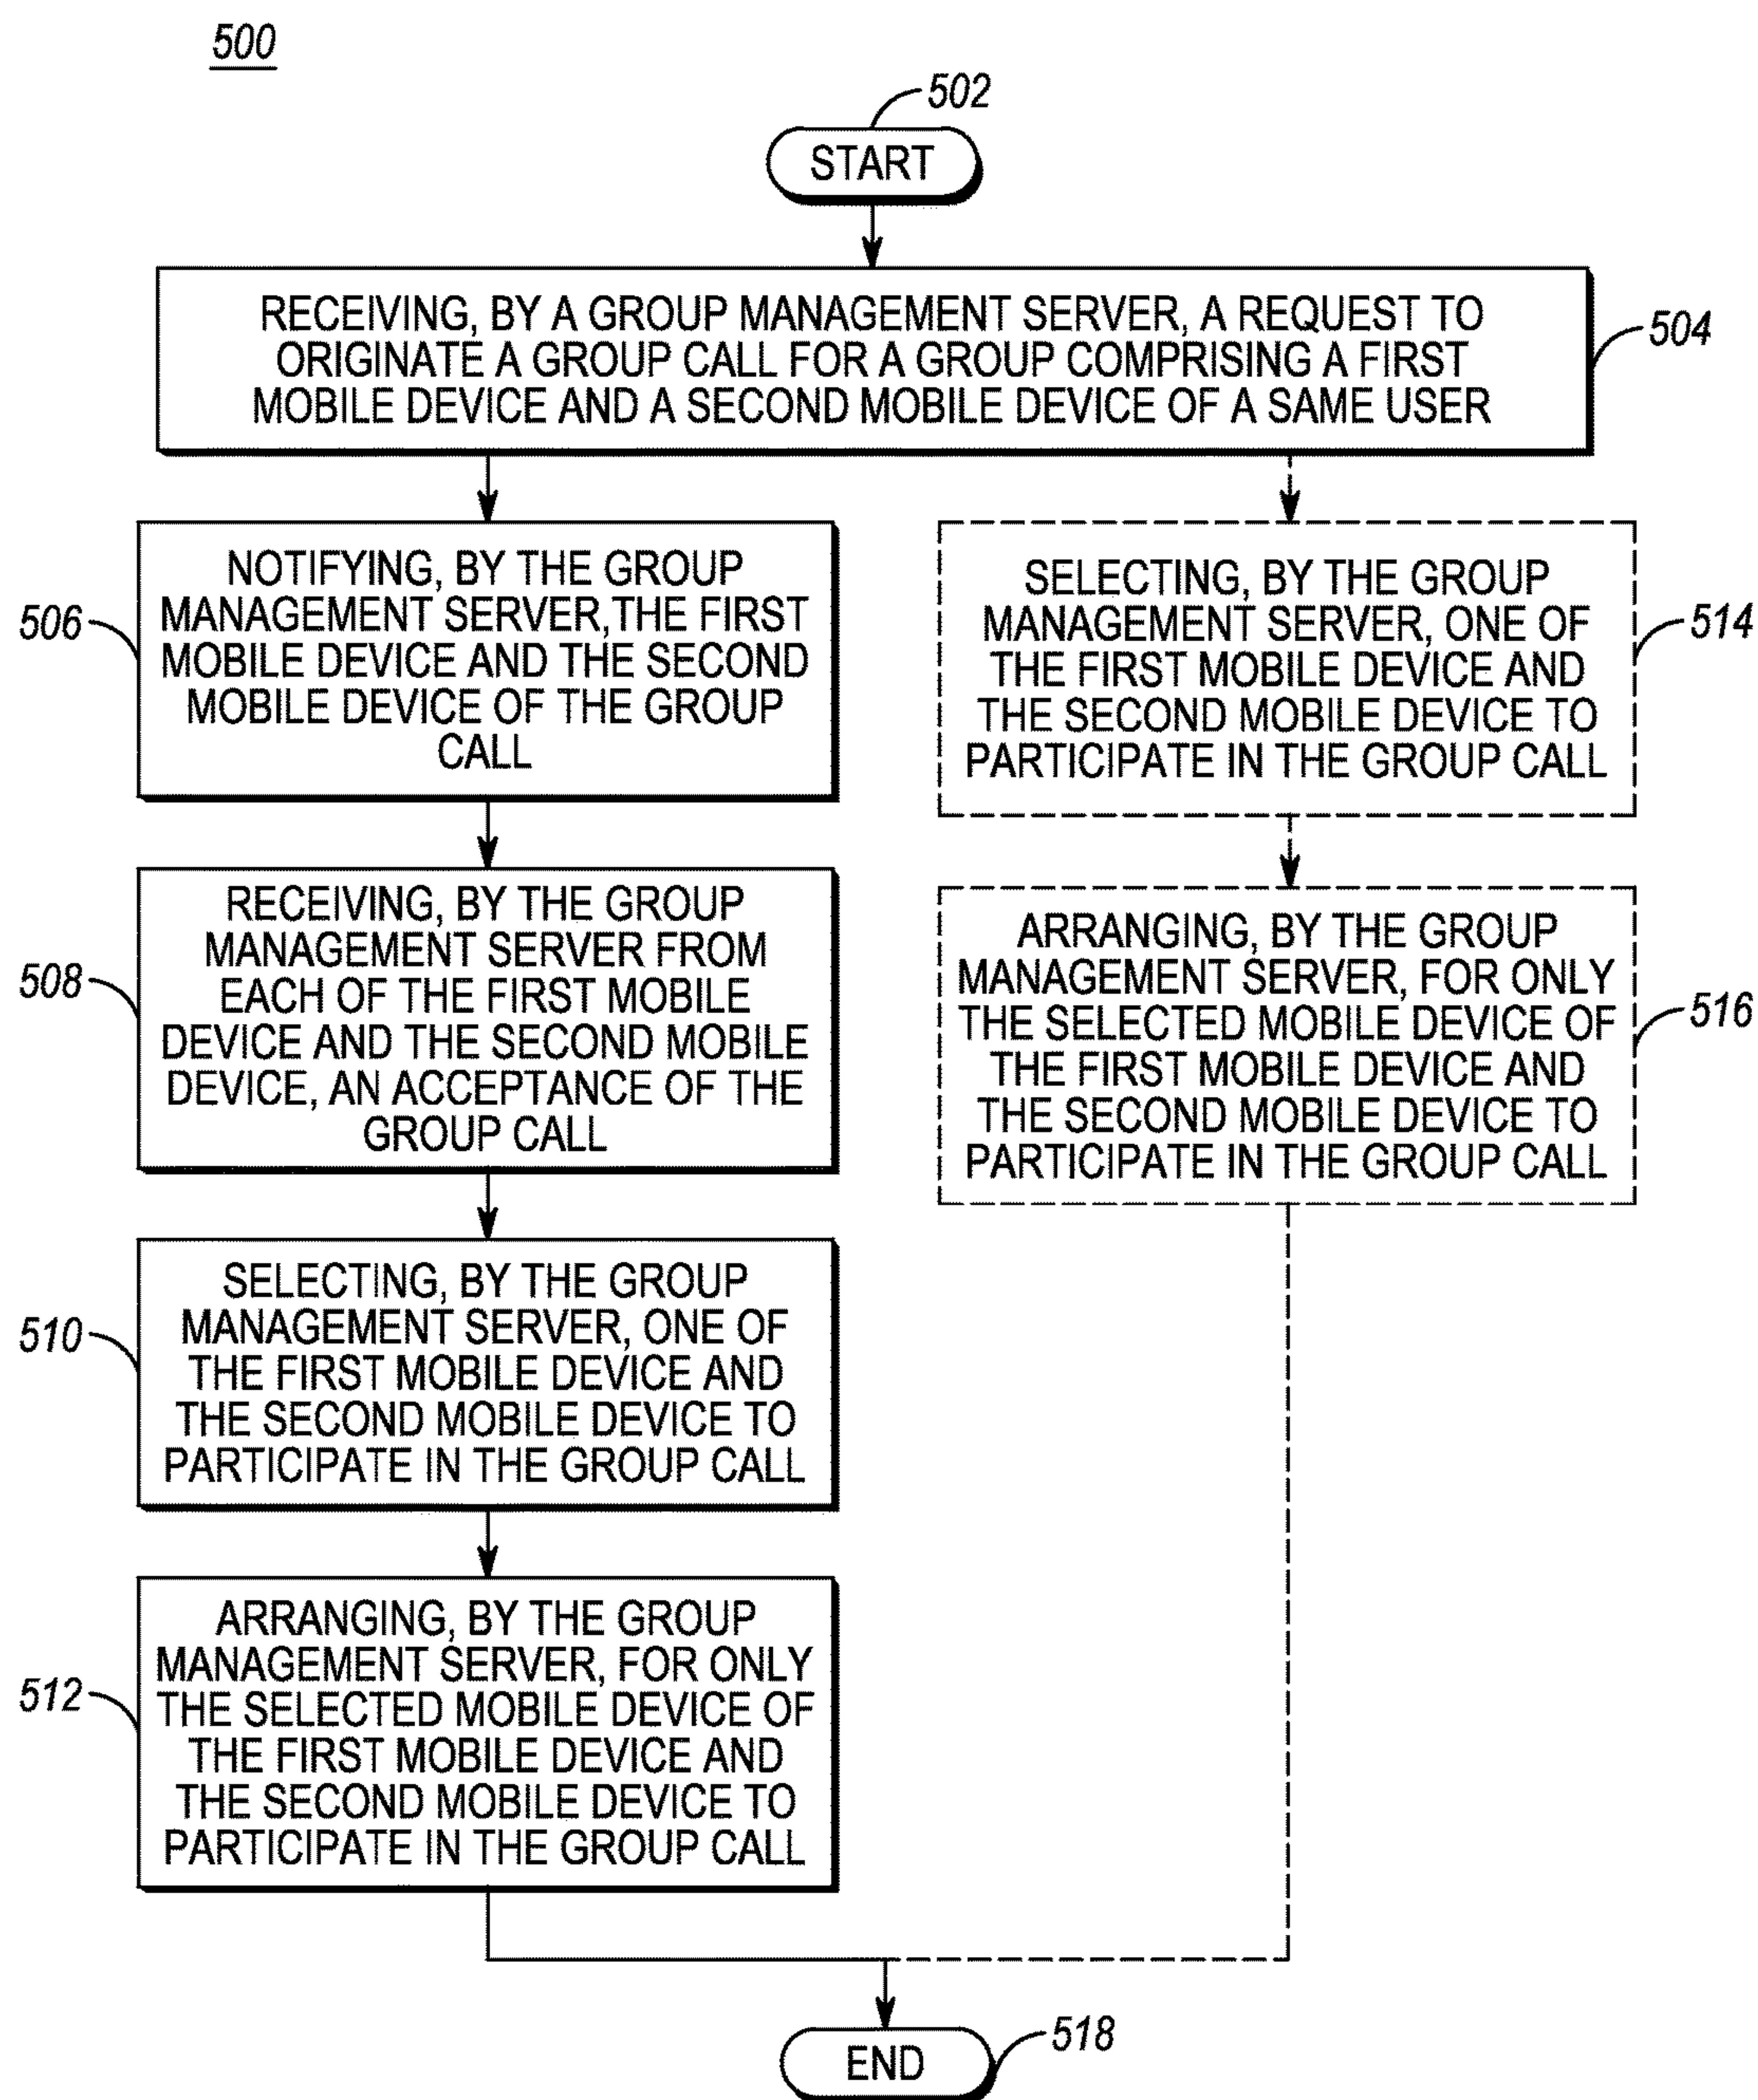 500
502
START
RECEIVING, BY A GROUP MANAGEMENT SERVER, A REQUEST TO
ORIGINATE A GROUP CALL FOR A GROUP COMPRISING A FIRST
MOBILE DEVICE AND A SECOND MOBILE DEVICE OF A SAME USER
504
506
NOTIFYING, BY THE GROUP
MANAGEMENT SERVER, THE FIRST
MOBILE DEVICE AND THE SECOND
MOBILE DEVICE OF THE GROUP
CALL
508
RECEIVING, BY THE GROUP
MANAGEMENT SERVER FROM
EACH OF THE FIRST MOBILE
DEVICE AND THE SECOND MOBILE
DEVICE, AN ACCEPTANCE OF THE
GROUP CALL
510
SELECTING, BY THE GROUP
MANAGEMENT SERVER, ONE OF
THE FIRST MOBILE DEVICE AND
THE SECOND MOBILE DEVICE TO
PARTICIPATE IN THE GROUP CALL
512
ARRANGING, BY THE GROUP
MANAGEMENT SERVER, FOR ONLY
THE SELECTED MOBILE DEVICE OF
THE FIRST MOBILE DEVICE AND
THE SECOND MOBILE DEVICE TO
PARTICIPATE IN THE GROUP CALL
SELECTING, BY THE GROUP
MANAGEMENT SERVER, ONE OF
THE FIRST MOBILE DEVICE AND
THE SECOND MOBILE DEVICE TO
PARTICIPATE IN THE GROUP CALL
514
ARRANGING, BY THE GROUP
MANAGEMENT SERVER, FOR ONLY
THE SELECTED MOBILE DEVICE OF
THE FIRST MOBILE DEVICE AND
THE SECOND MOBILE DEVICE TO
PARTICIPATE IN THE GROUP CALL
516
END
518